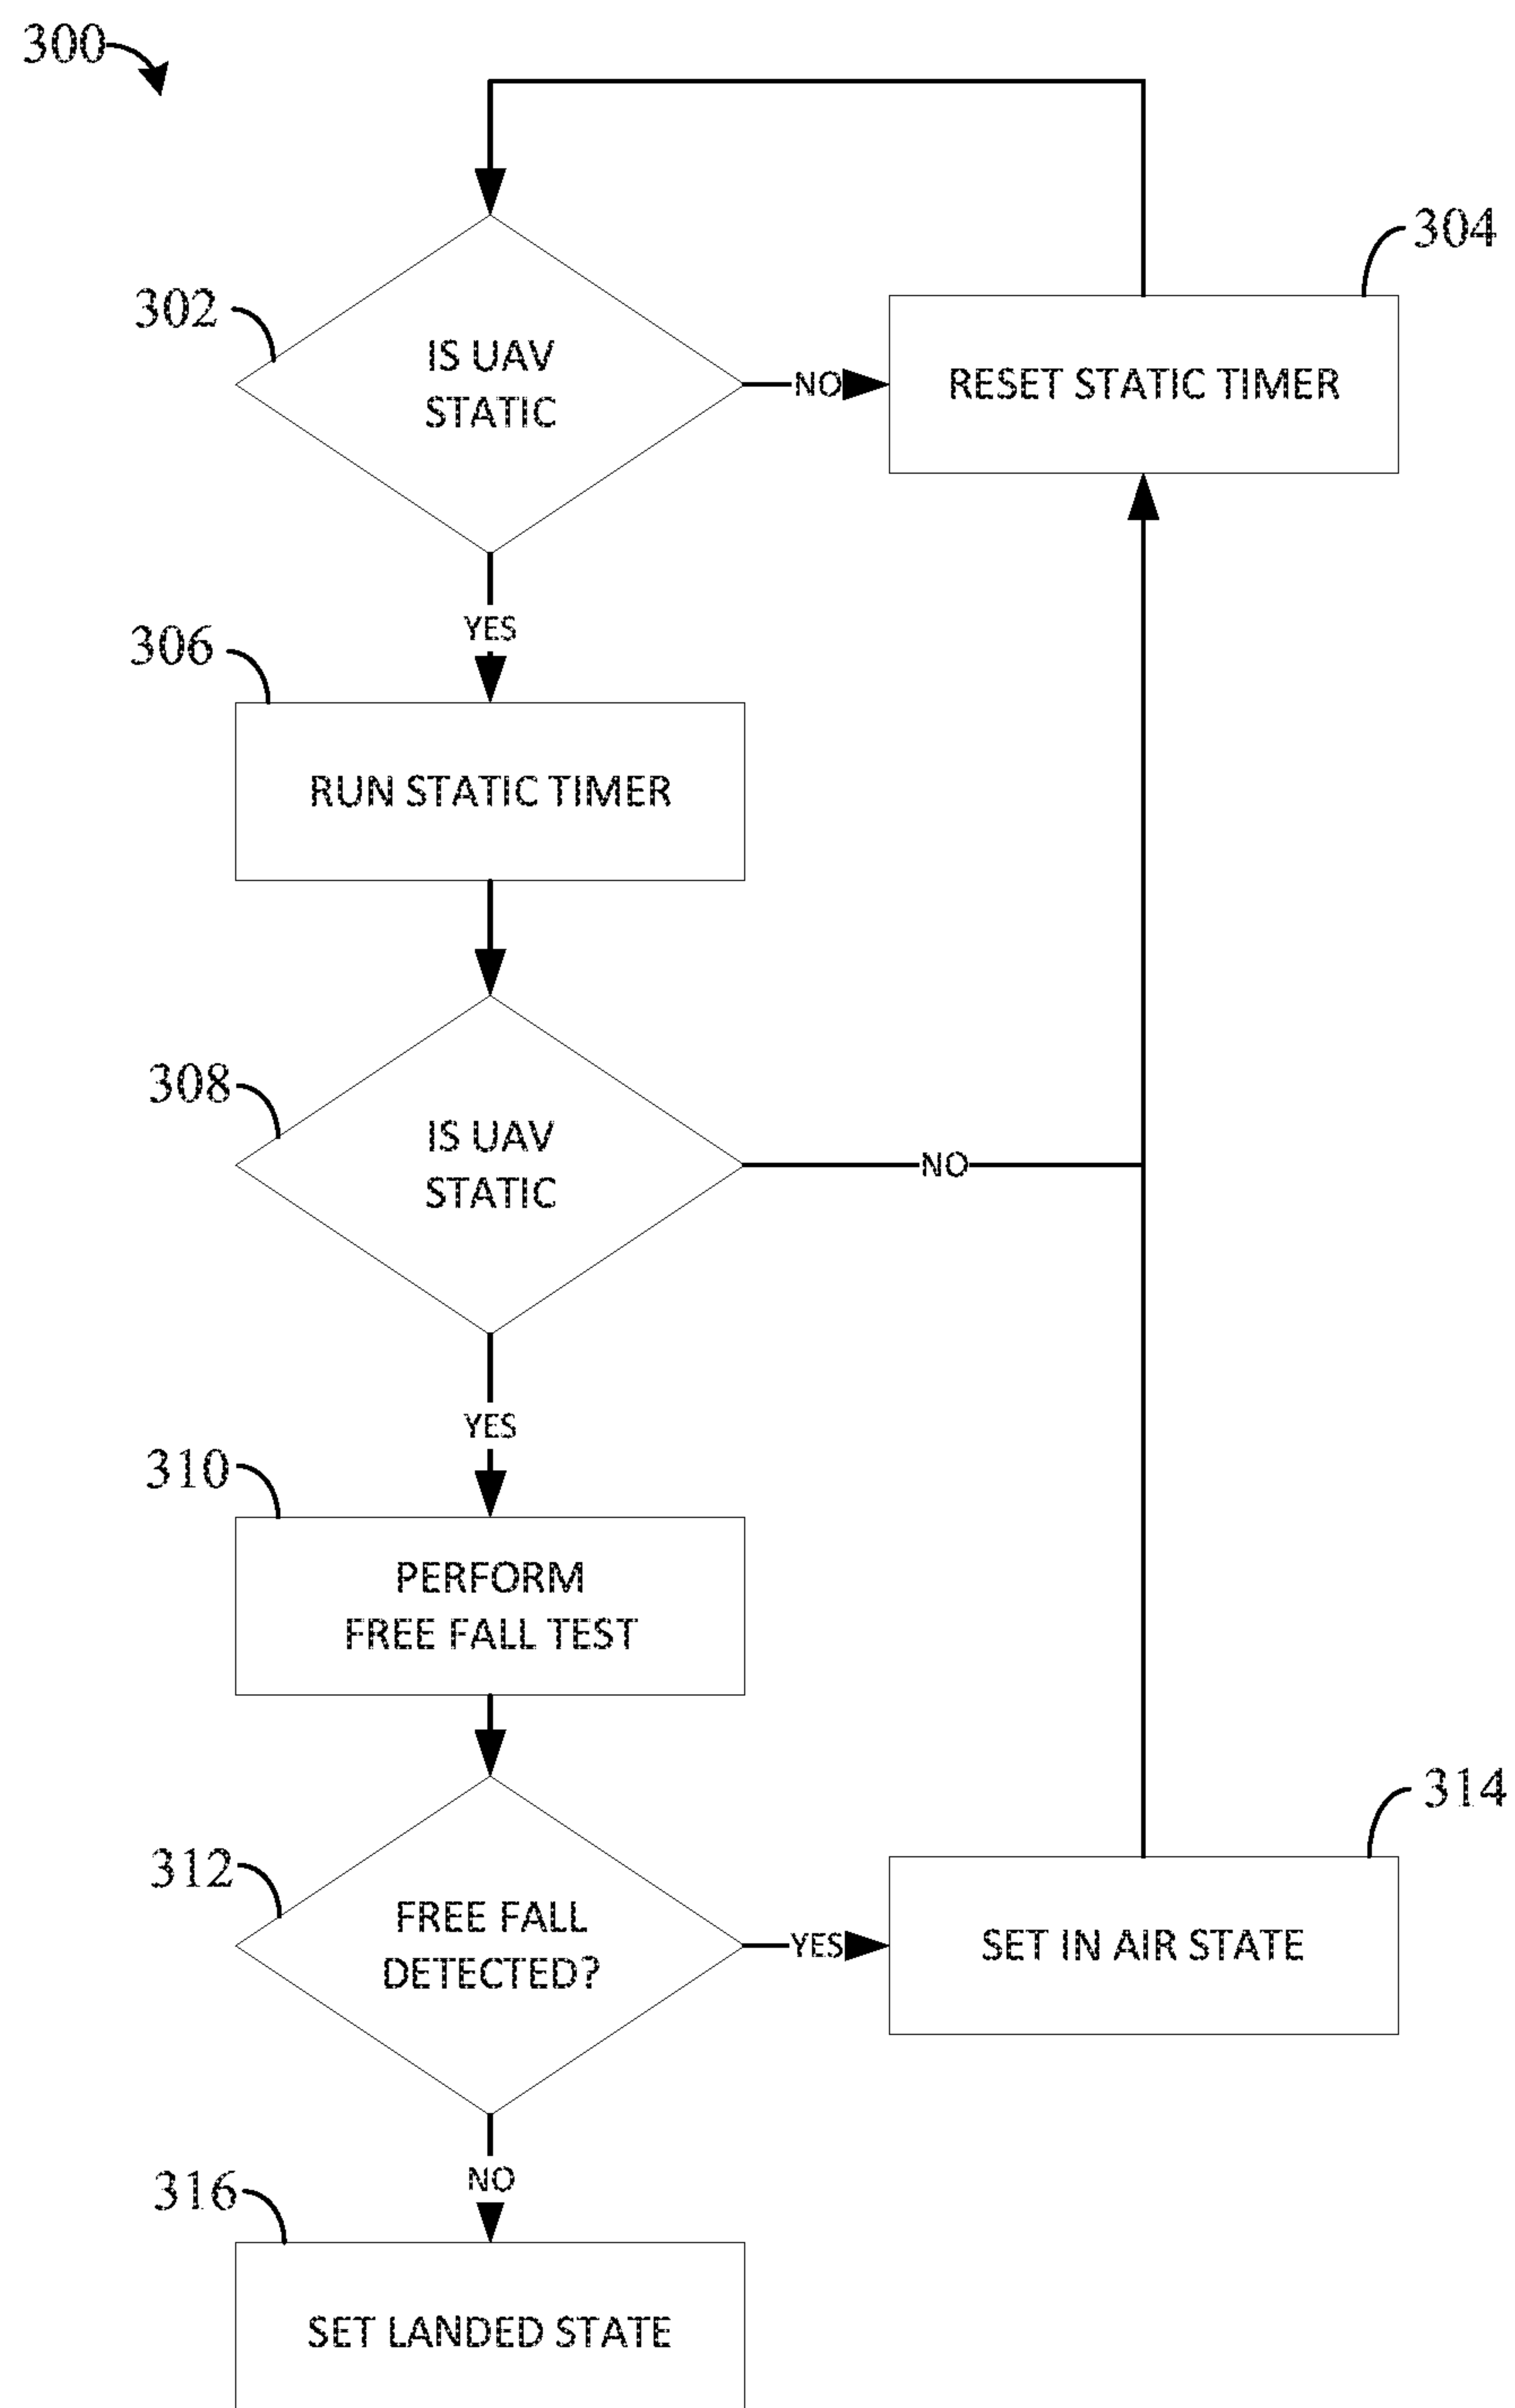 300
304
302
IS UAV
STATIC
NO
RESET STATIC TIMER
YES
306
RUN STATIC TIMER
308
IS UAV
STATIC
NO
YES
310
PERFORM
FREE FALL TEST
314
312
FREE FALL
DETECTED?
YES
SET IN AIR STATE
NO
316
SET LANDED STATE